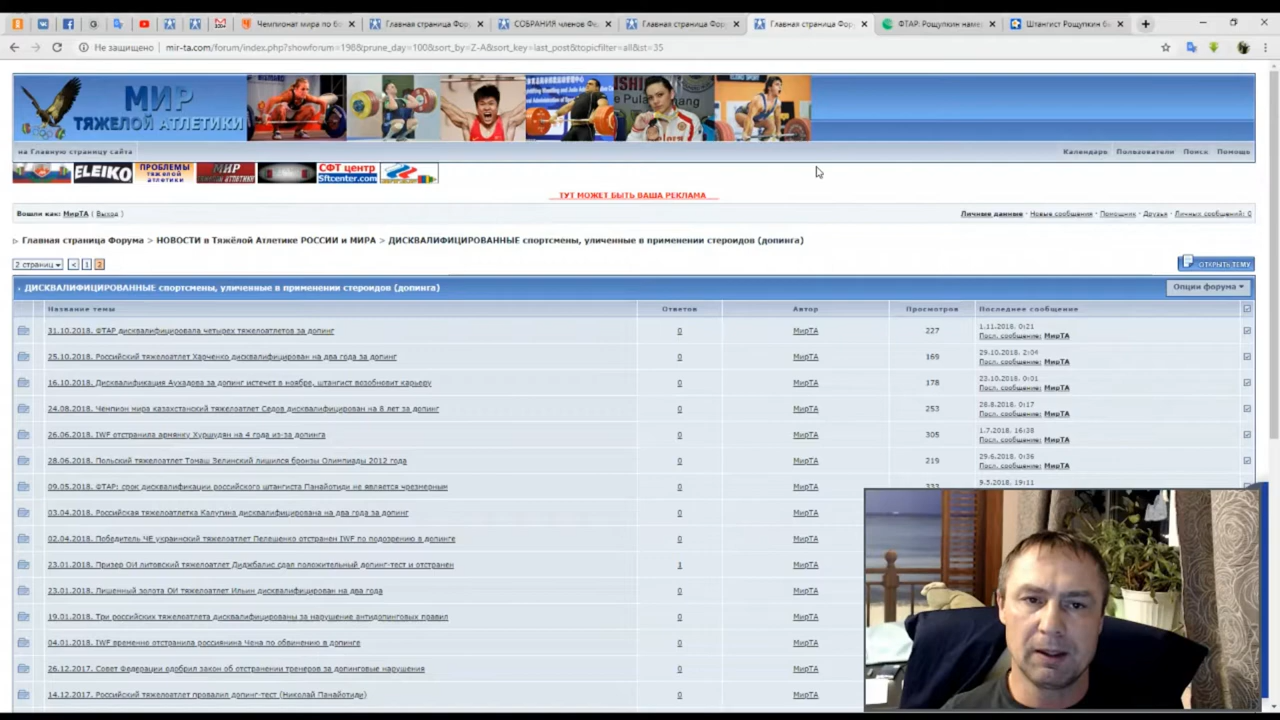 Чемпионат мира по бо
Главная страница Фору
СОБРАНИЯ членов Фе
Главная страница Фору
Главная страница Фору
ФТАР: Рощупкин наме
Штангист Рощупкин б
Не защищено
mir-ta.com/forum/index.php?showforum=198&prune_day=100&sort_by=Z-A&sort_key=last_post&topicfilter=all&st=35
МИР
ТЯЖЕЛОЙ АТЛЕТИКИ
на Главную страницу сайта
Календарь Пользователи Поиск Помощь
ELEIKO
ПРОБЛЕМЫ тяжелой атлетики
МИР
СФТ центр
Sftcenter.com
ТУТ МОЖЕТ БЫТЬ ВАША РЕКЛАМА
Вошли как: МирТА ( Выход )
Личные данные · Новые сообщения · Помощник · Друзья · Личных сообщений: 0
Главная страница Форума > НОВОСТИ в Тяжёлой Атлетике РОССИИ и МИРА > ДИСКВАЛИФИЦИРОВАННЫЕ спортсмены, уличенные в применении стероидов (допинга)
2 страниц < 1 2
ОТКРЫТЬ ТЕМУ
ДИСКВАЛИФИЦИРОВАННЫЕ спортсмены, уличенные в применении стероидов (допинга)
Опции форума
Название темы Ответов Автор Просмотров Последнее сообщение
31.10.2018. ФТАР дисквалифицировала четырех тяжелоатлетов за допинг 0 МирТА 227 1.11.2018, 0:21
Посл. сообщение: МирТА
25.10.2018. Российский тяжелоатлет Харченко дисквалифицирован на два года за допинг 0 МирТА 169 29.10.2018, 2:04
Посл. сообщение: МирТА
16.10.2018. Дисквалификация Аухадова за допинг истечет в ноябре, штангист возобновит карьеру 0 МирТА 178 23.10.2018, 0:01
Посл. сообщение: МирТА
24.08.2018. Чемпион мира казахстанский тяжелоатлет Седов дисквалифицирован на 8 лет за допинг 0 МирТА 253 28.8.2018, 0:17
Посл. сообщение: МирТА
26.06.2018. IWF отстранила армянку Хуршудян на 4 года из-за допинга 0 МирТА 305 1.7.2018, 16:38
Посл. сообщение: МирТА
28.06.2018. Польский тяжелоатлет Томаш Зелинский лишился бронзы Олимпиады 2012 года 0 МирТА 219 29.6.2018, 0:36
Посл. сообщение: МирТА
09.05.2018. ФТАР: срок дисквалификации российского штангиста Панайотиди не является чрезмерным 0 МирТА 333 9.5.2018, 19:11
03.04.2018. Российская тяжелоатлетка Калугина дисквалифицирована на два года за допинг 0 МирТА
02.04.2018. Победитель ЧЕ украинский тяжелоатлет Пелешенко отстранен IWF по подозрению в допинге 0 МирТА
23.01.2018. Призер ОИ литовский тяжелоатлет Диджбалис сдал положительный допинг-тест и отстранен 1 МирТА
23.01.2018. Лишенный золота ОИ тяжелоатлет Ильин дисквалифицирован на два года 0 МирТА
19.01.2018. Три российских тяжелоатлета дисквалифицированы за нарушение антидопинговых правил 0 МирТА
04.01.2018. IWF временно отстранила россиянина Чена по обвинению в допинге 0 МирТА
26.12.2017. Совет Федерации одобрил закон об отстранении тренеров за допинговые нарушения 0 МирТА
14.12.2017. Российский тяжелоатлет провалил допинг-тест (Николай Панайотиди) 0 МирТА